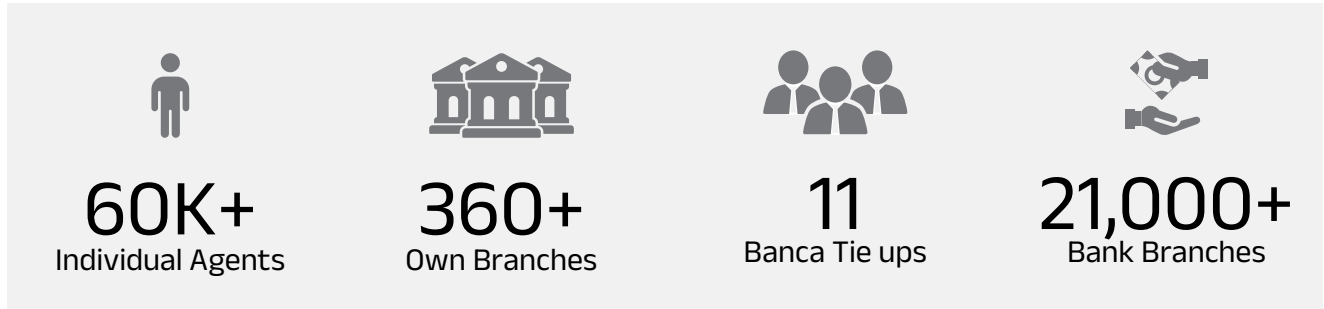 60K+
Individual Agents
360+
Own Branches
11
Banca Tie ups
21,000+
Bank Branches